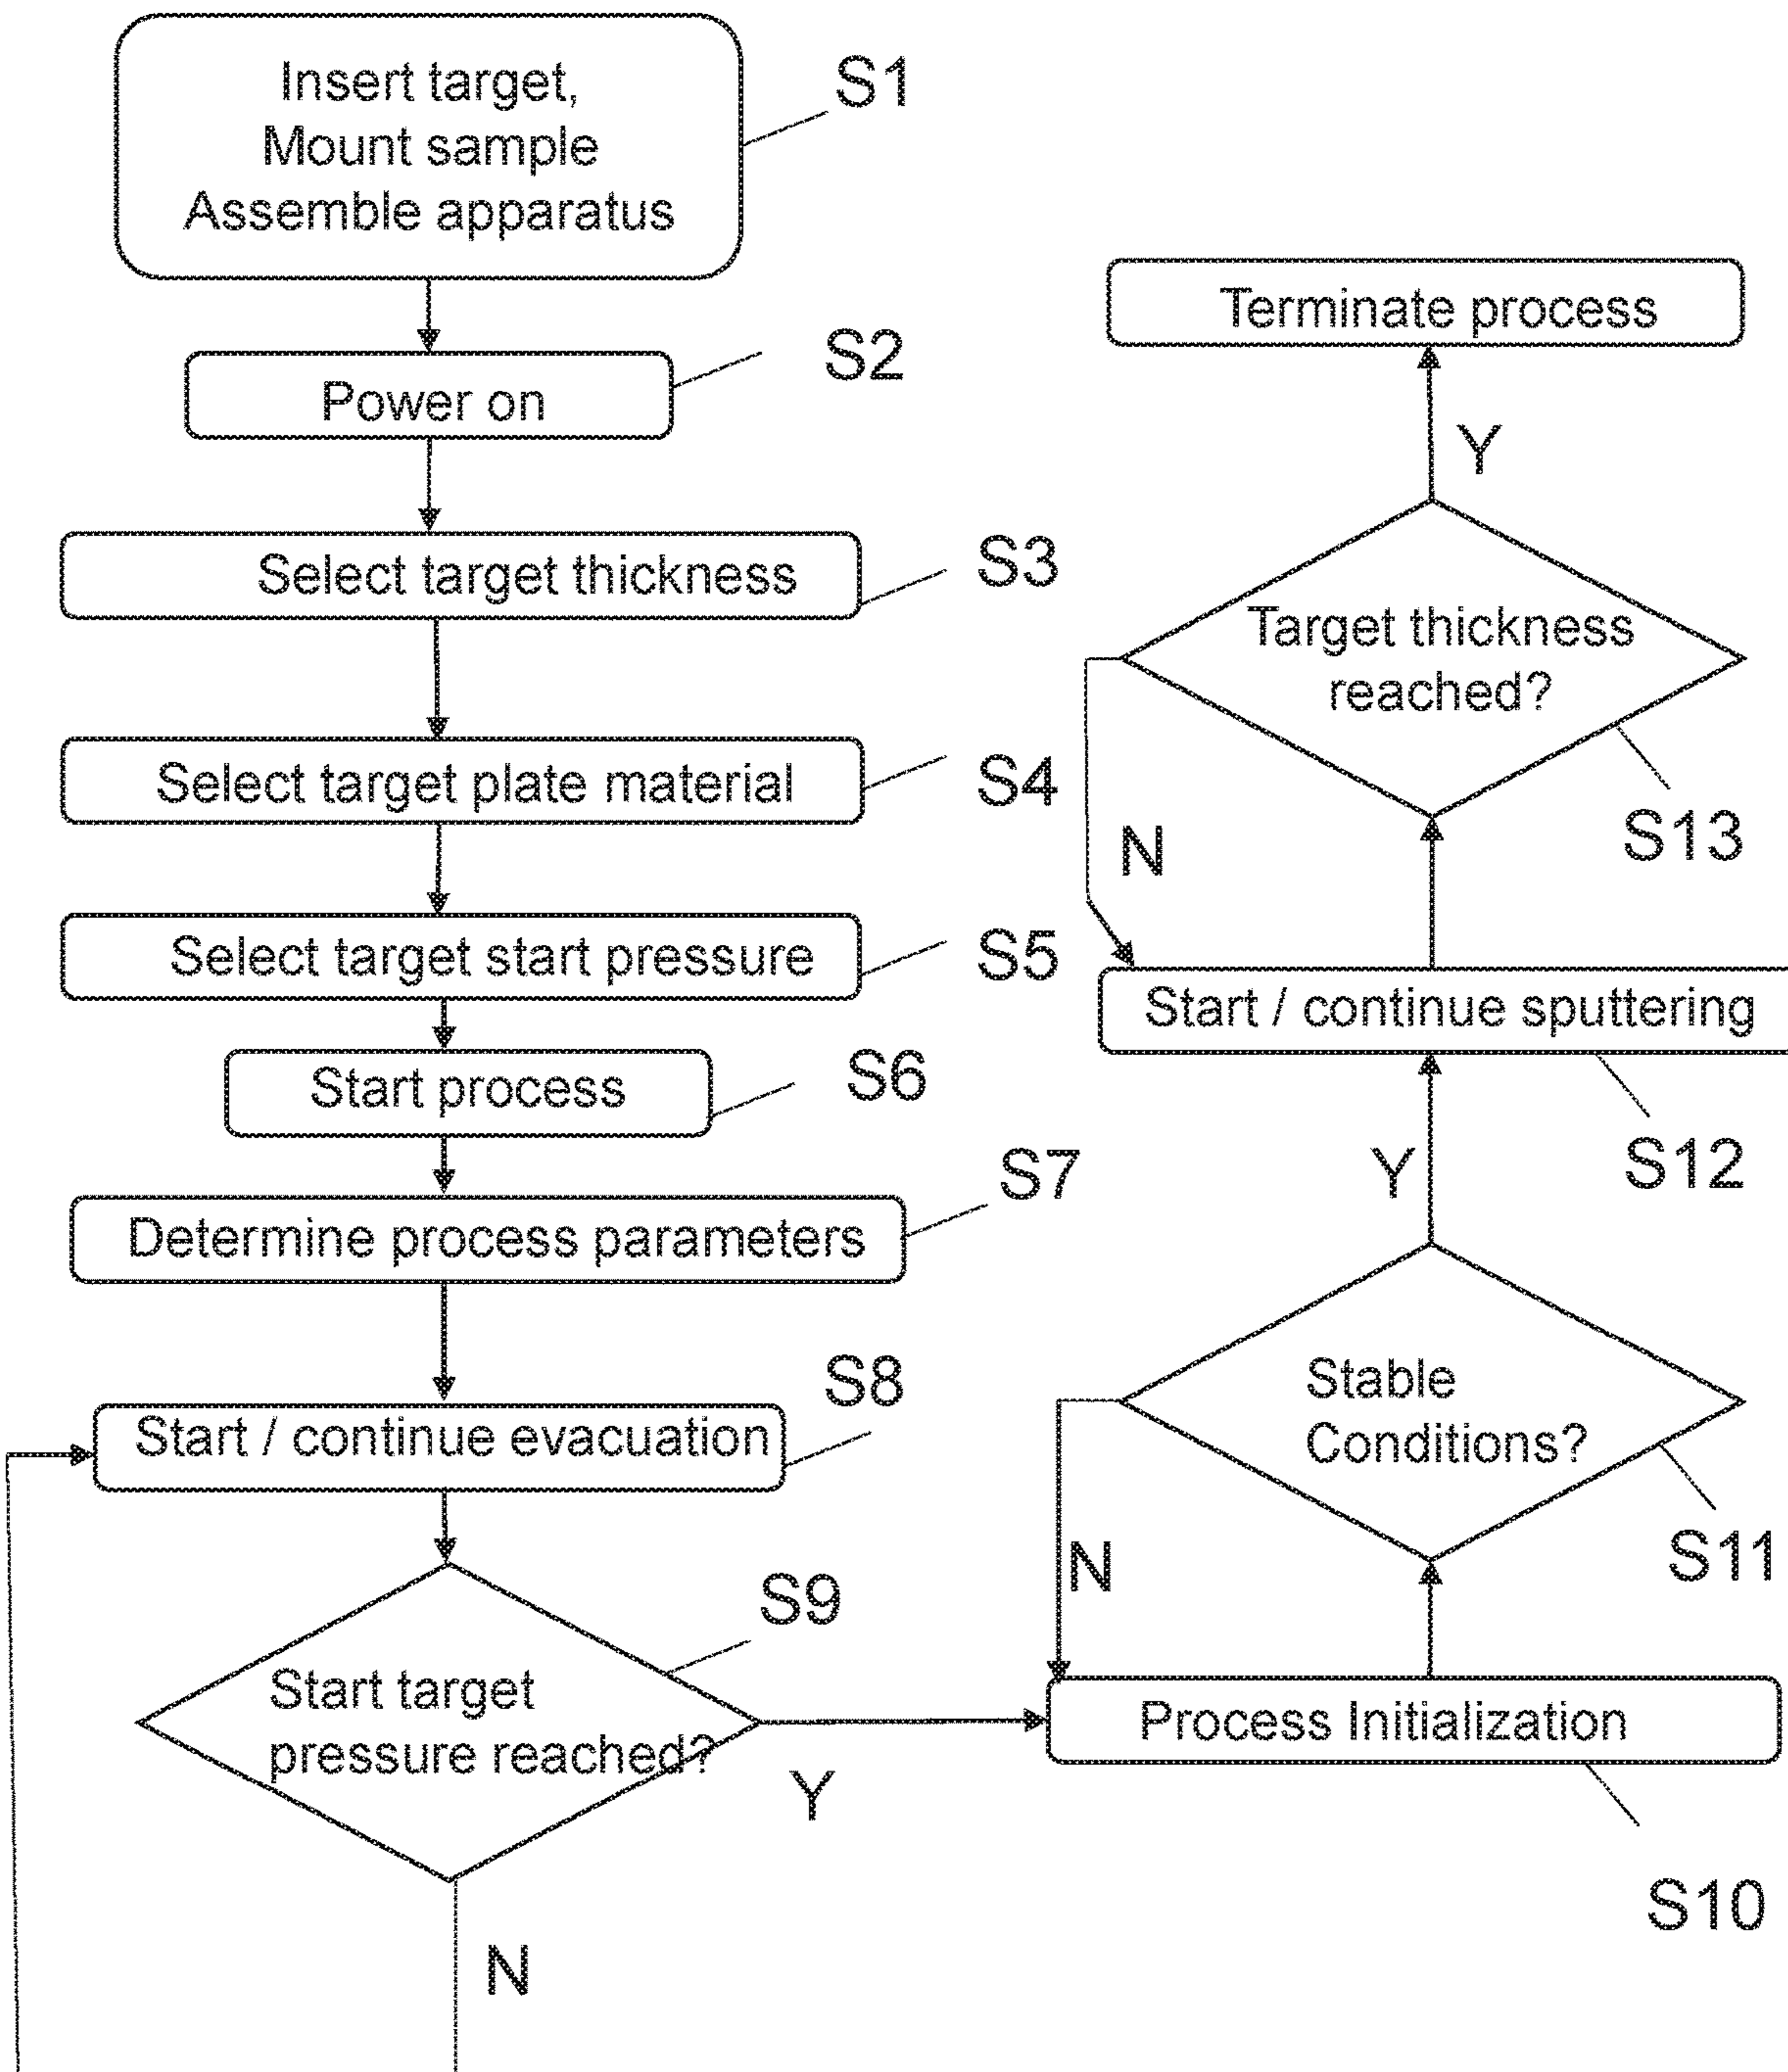 Insert target,
Mount sample
Assemble apparatus
S1
Power on
S2
Select target thickness
S3
Select target plate material
S4
Select target start pressure
S5
Start process
S6
Determine process parameters
S7
Start / continue evacuation
S8
Start target
pressure reached?
S9
Y
N
Process Initialization
S10
Stable
Conditions?
S11
N
Y
Start / continue sputtering
S12
Target thickness
reached?
S13
N
Y
Terminate process